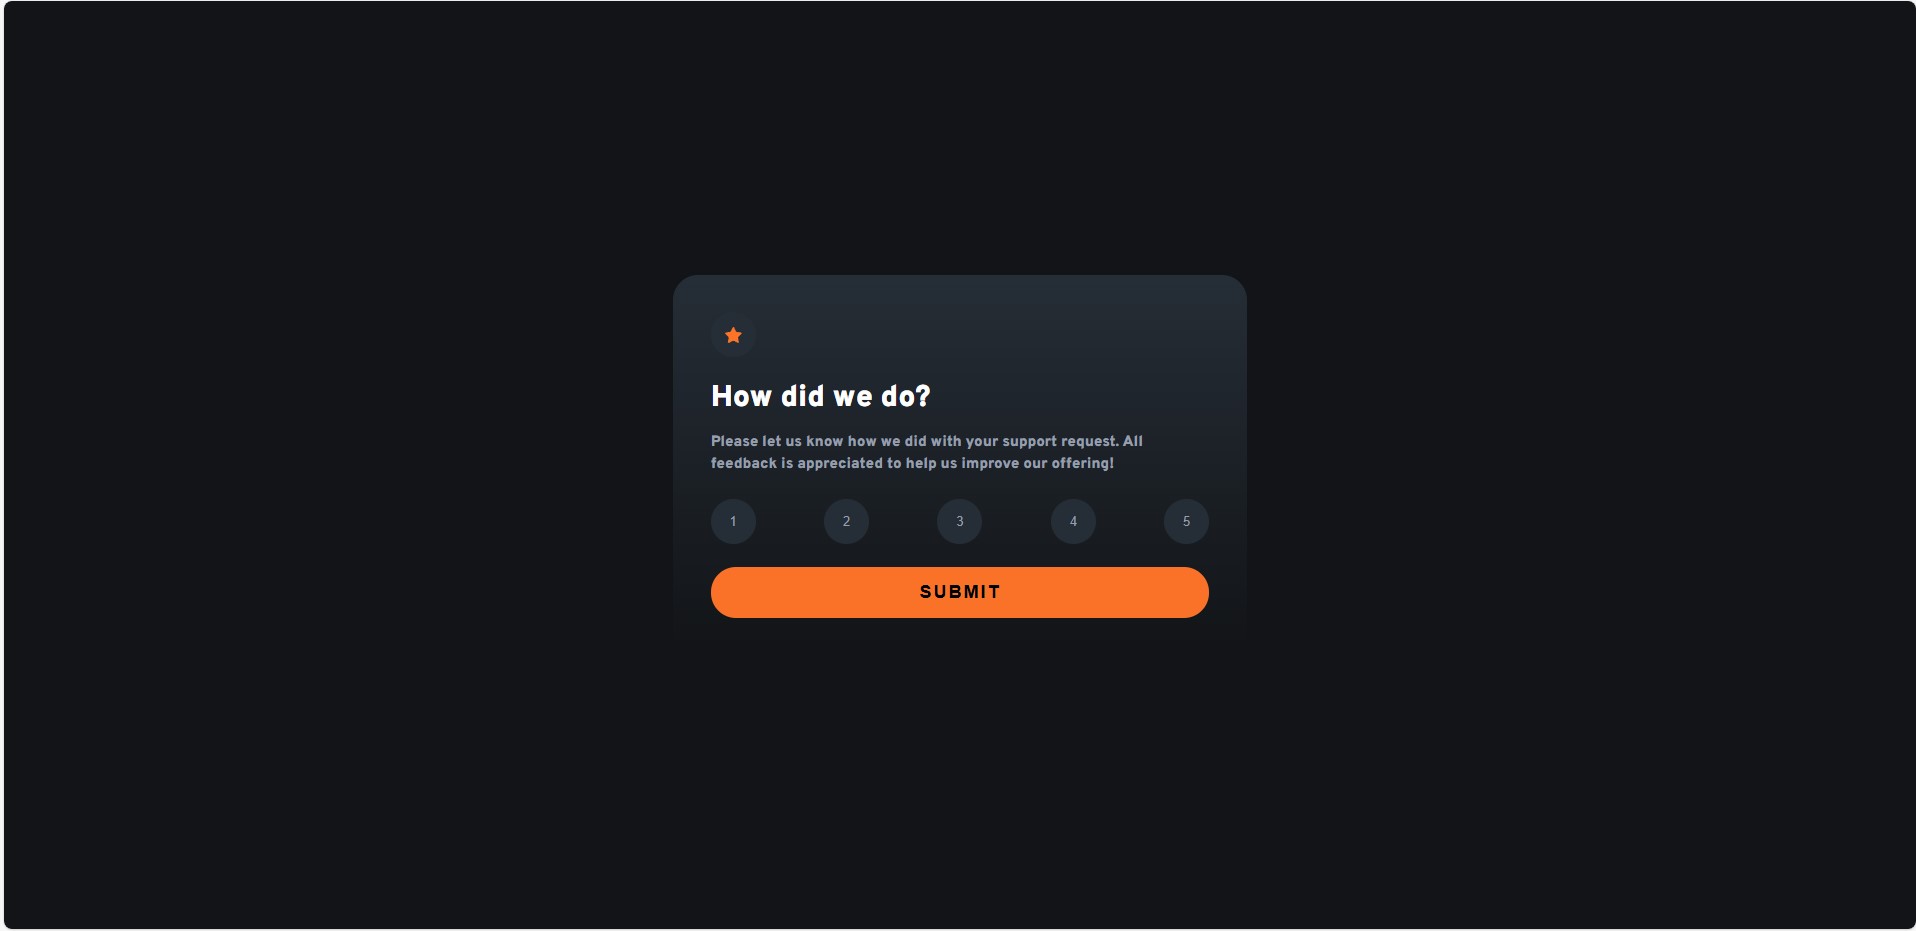 How did we do?
Please let us know how we did with your support request. All
feedback is appreciated to help us improve our offering!
1 2 3 4 5
SUBMIT